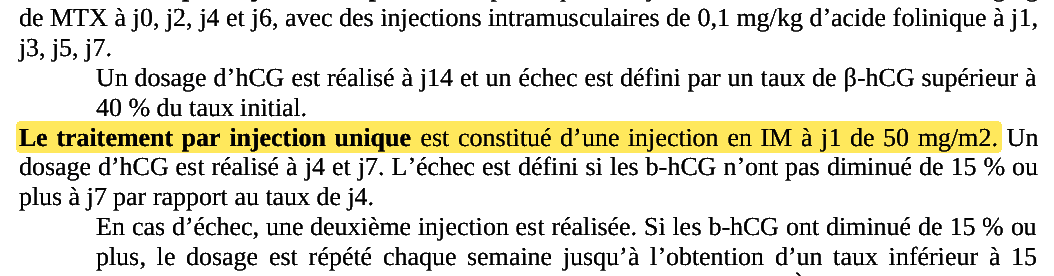 de MTX à j0, j2, j4 et j6, avec des injections intramusculaires de 0,1 mg/kg d’acide folinique à j1,
j3, j5, j7.
Un dosage d’hCG est réalisé à j14 et un échec est défini par un taux de β-hCG supérieur à
40 % du taux initial.
Le traitement par injection unique est constitué d’une injection en IM à j1 de 50 mg/m2. Un
dosage d’hCG est réalisé à j4 et j7. L’échec est défini si les b-hCG n’ont pas diminué de 15 % ou
plus à j7 par rapport au taux de j4.
En cas d’échec, une deuxième injection est réalisée. Si les b-hCG ont diminué de 15 % ou
plus, le dosage est répété chaque semaine jusqu’à l’obtention d’un taux inférieur à 15